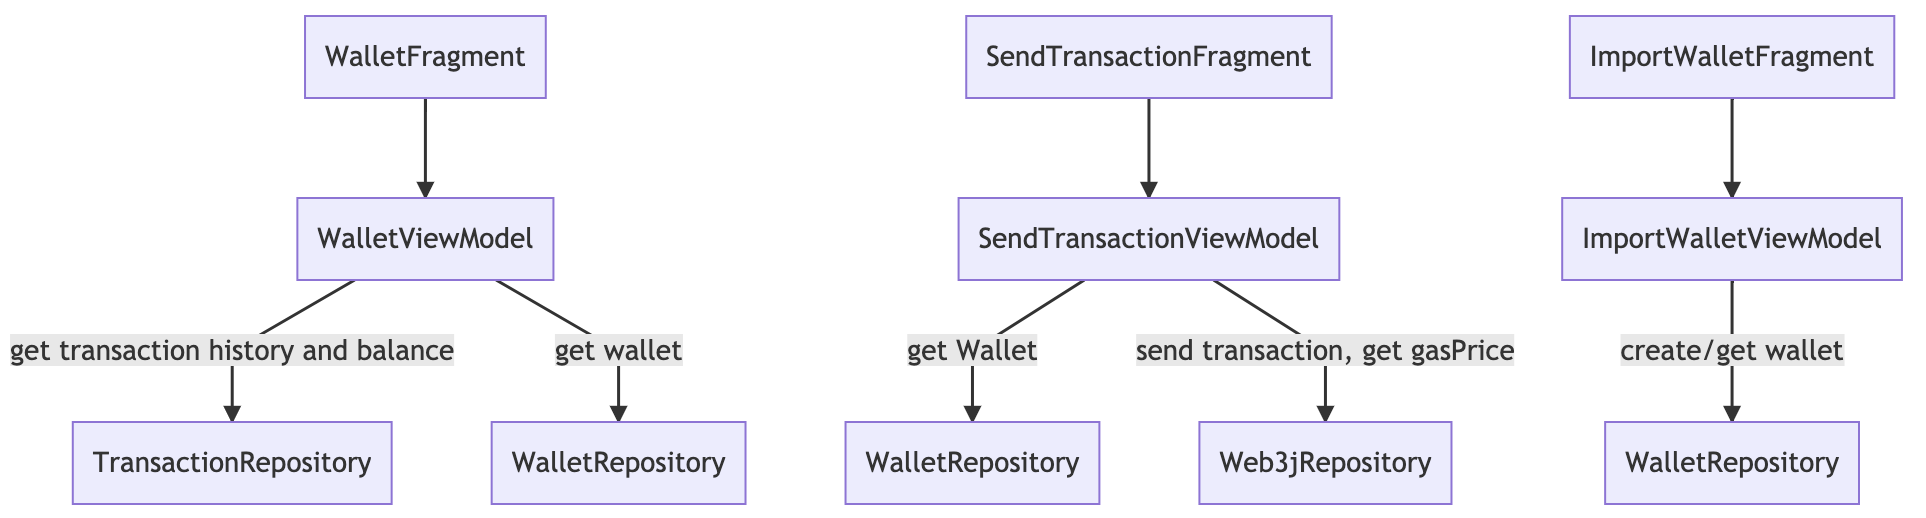 WalletFragment
SendTransactionFragment
ImportWalletFragment
WalletViewModel
SendTransactionViewModel
ImportWalletViewModel
get transaction history and balance
get wallet
get Wallet
send transaction, get gasPrice
create/get wallet
TransactionRepository
WalletRepository
WalletRepository
Web3jRepository
WalletRepository